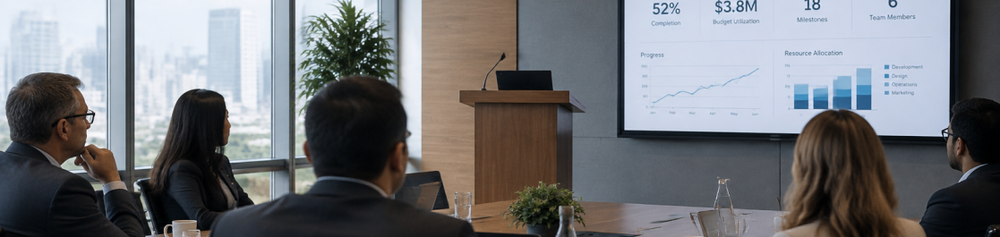 52%
$3.8M
18
6
Completion
Budget Utilization
Milestones
Team Members
Progress
Resource Allocation
Development
Design
Operations
Marketing